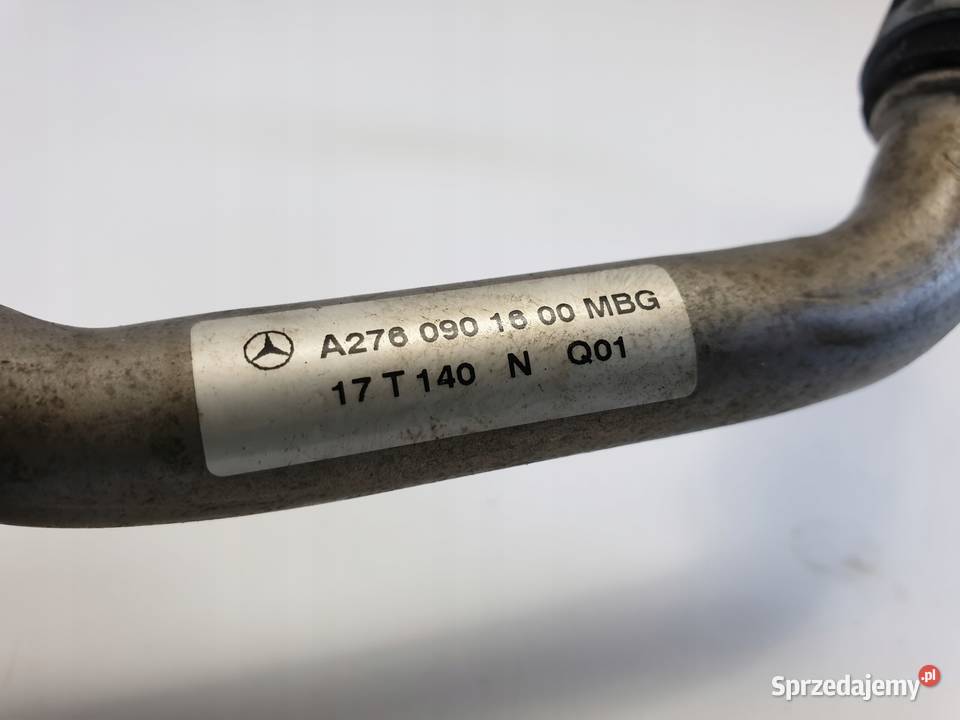 A276 090 16 00 MBG
17 T 140 N Q01
Sprzedajemy.pl